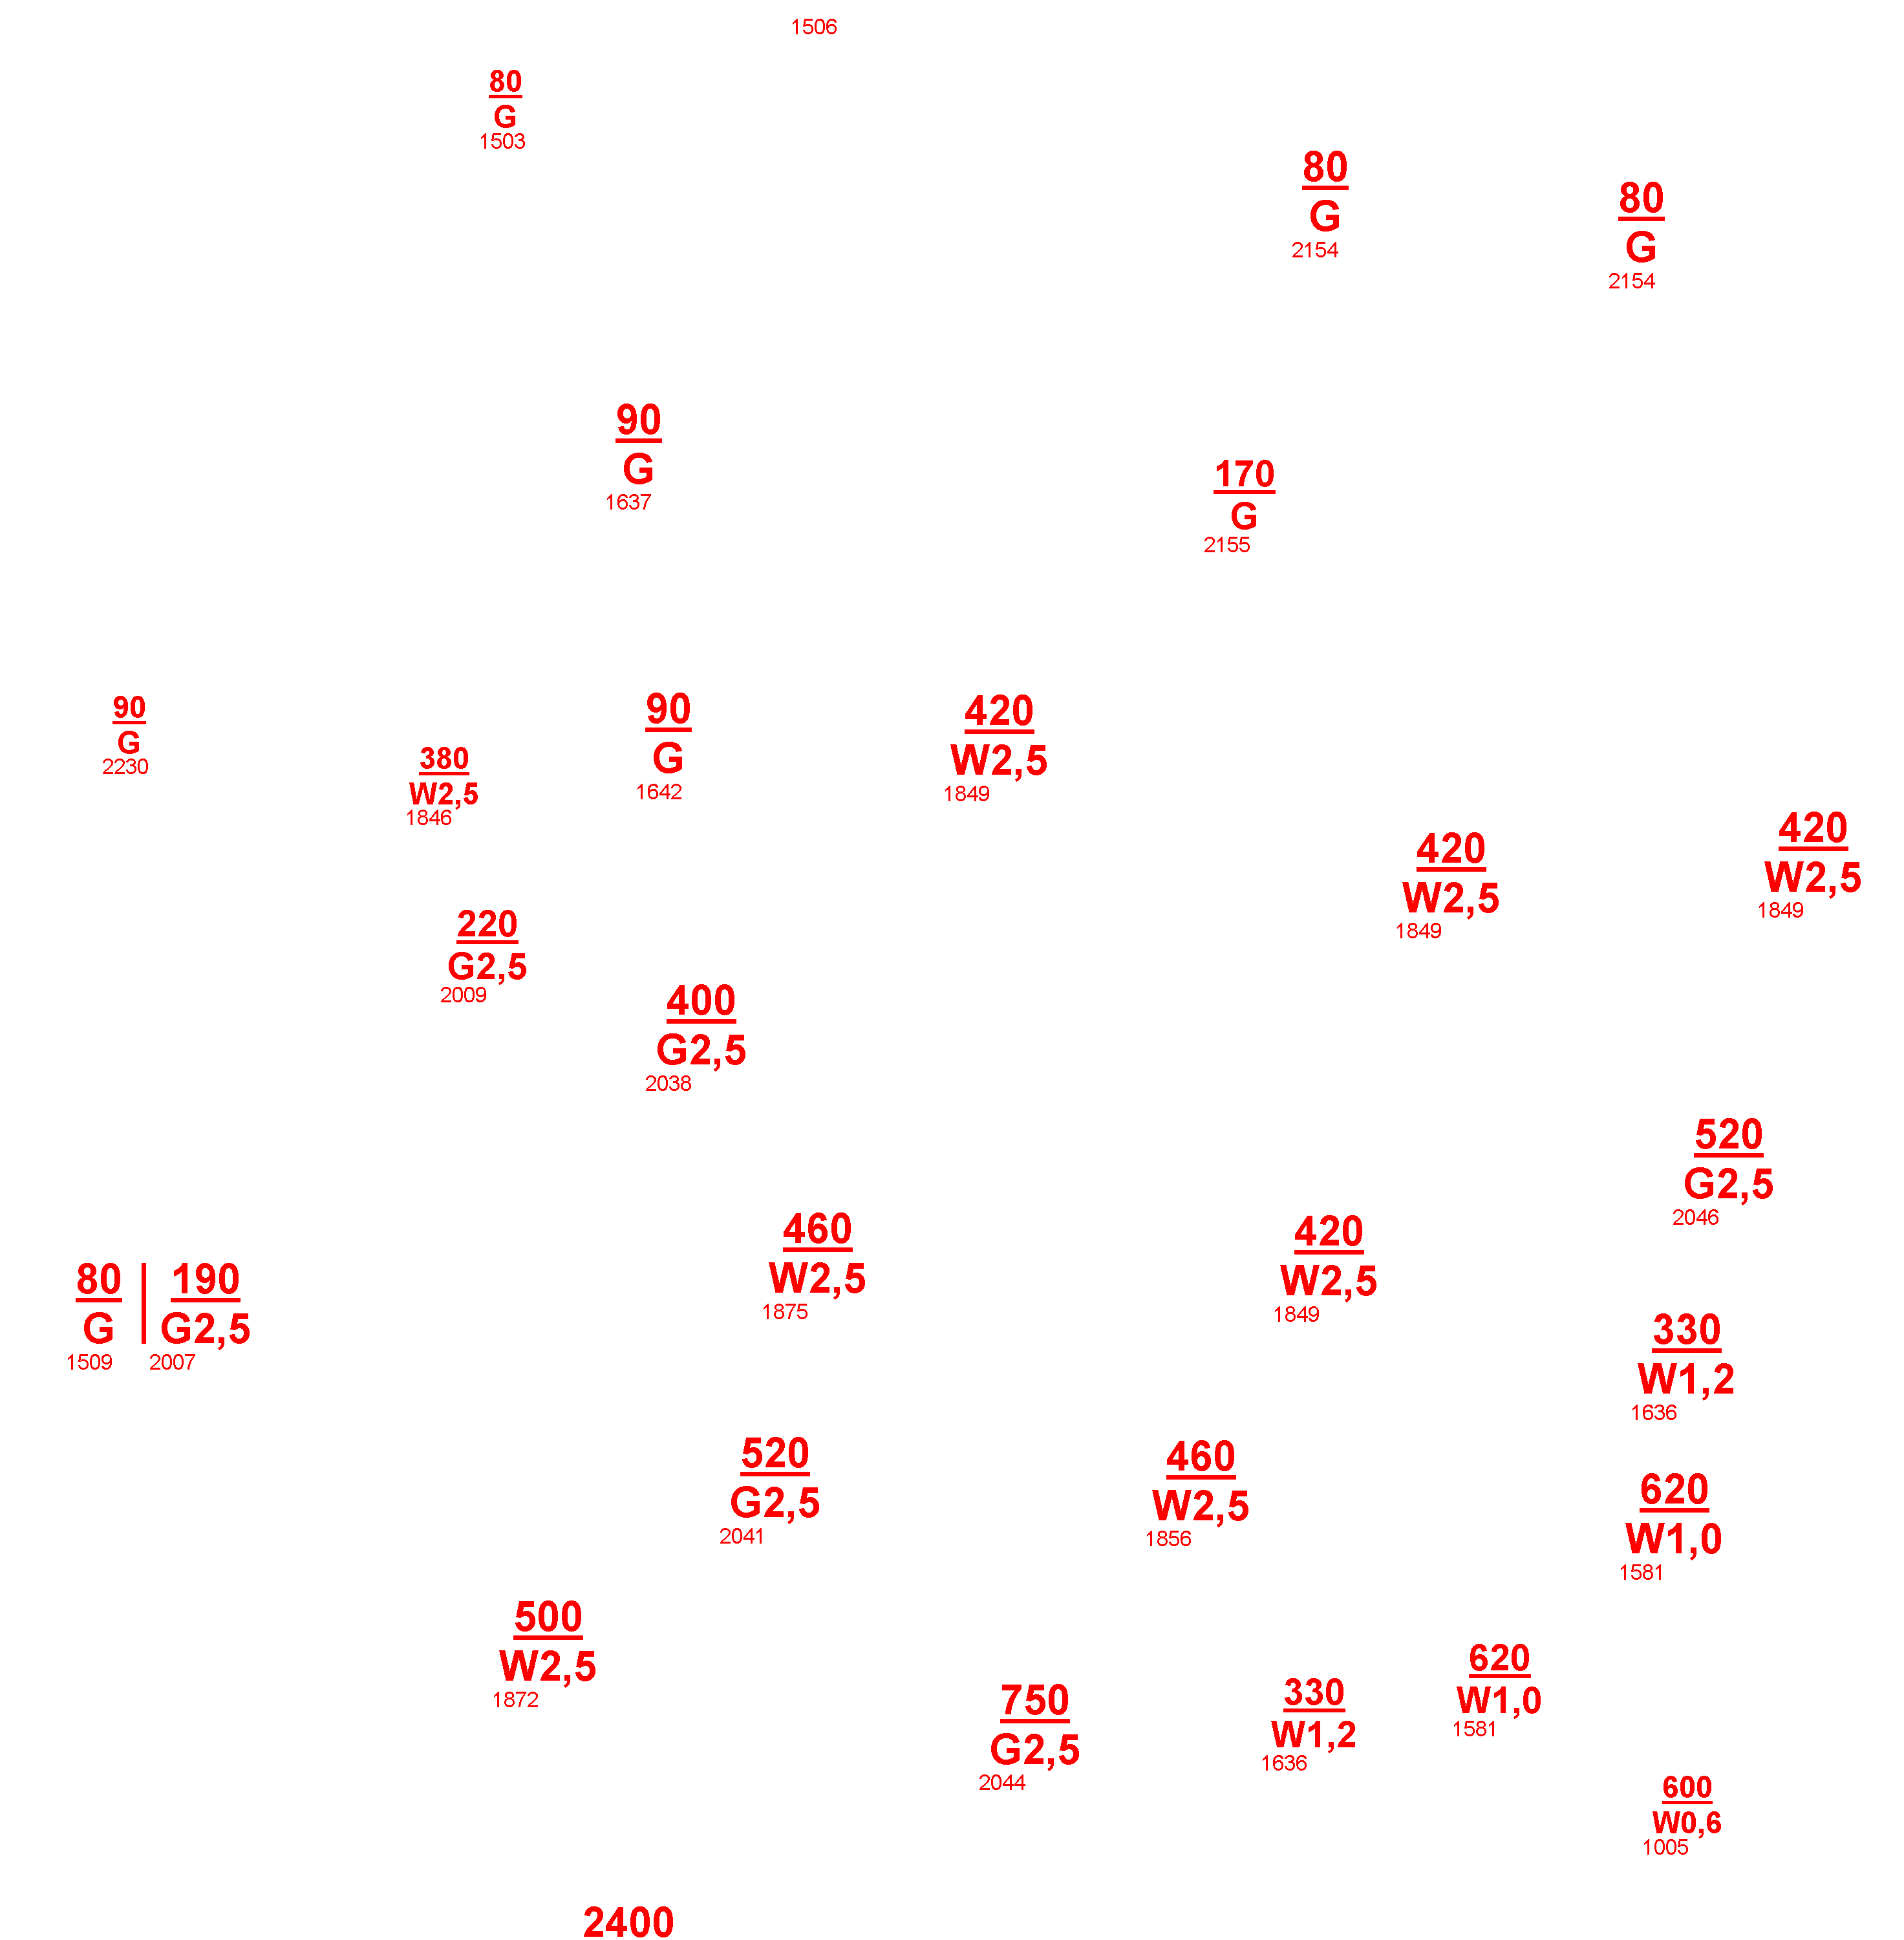 1506
80
G
1503
80
G
2154
80
G
2154
90
G
1637
170
G
2155
90
G
2230
380
W2,5
1846
90
G
1642
420
W2,5
1849
420
W2,5
1849
420
W2,5
1849
220
G2,5
2009
400
G2,5
2038
520
G2,5
2046
460
W2,5
1875
420
W2,5
1849
80 | 190
G | G2,5
1509 2007
330
W1,2
1636
520
G2,5
2041
460
W2,5
1856
620
W1,0
1581
500
W2,5
1872
750
G2,5
2044
330
W1,2
1636
620
W1,0
1581
600
W0,6
1005
2400